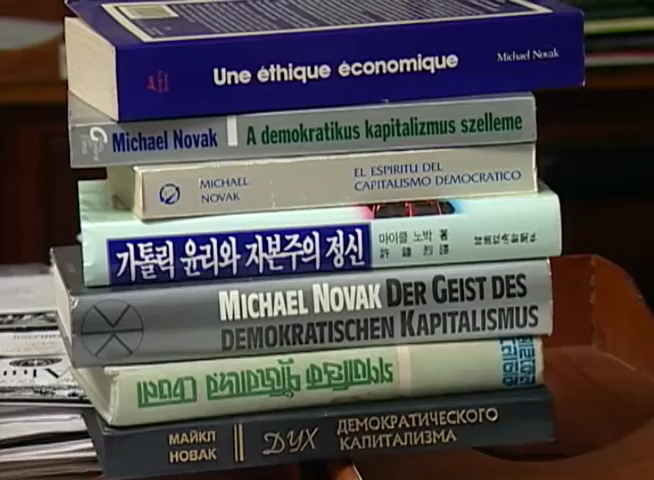 Une éthique économique
Michael Novak
Michael Novak
A demokratikus kapitalizmus szelleme
MICHAEL
NOVAK
EL ESPIRITU DEL
CAPITALISMO DEMOCRATICO
가톨릭 윤리와 자본주의 정신
마이클 노박 著
MICHAEL NOVAK DER GEIST DES
DEMOKRATISCHEN KAPITALISMUS
МАЙКЛ
НОВАК
ДУХ
ДЕМОКРАТИЧЕСКОГО
КАПИТАЛИЗМА